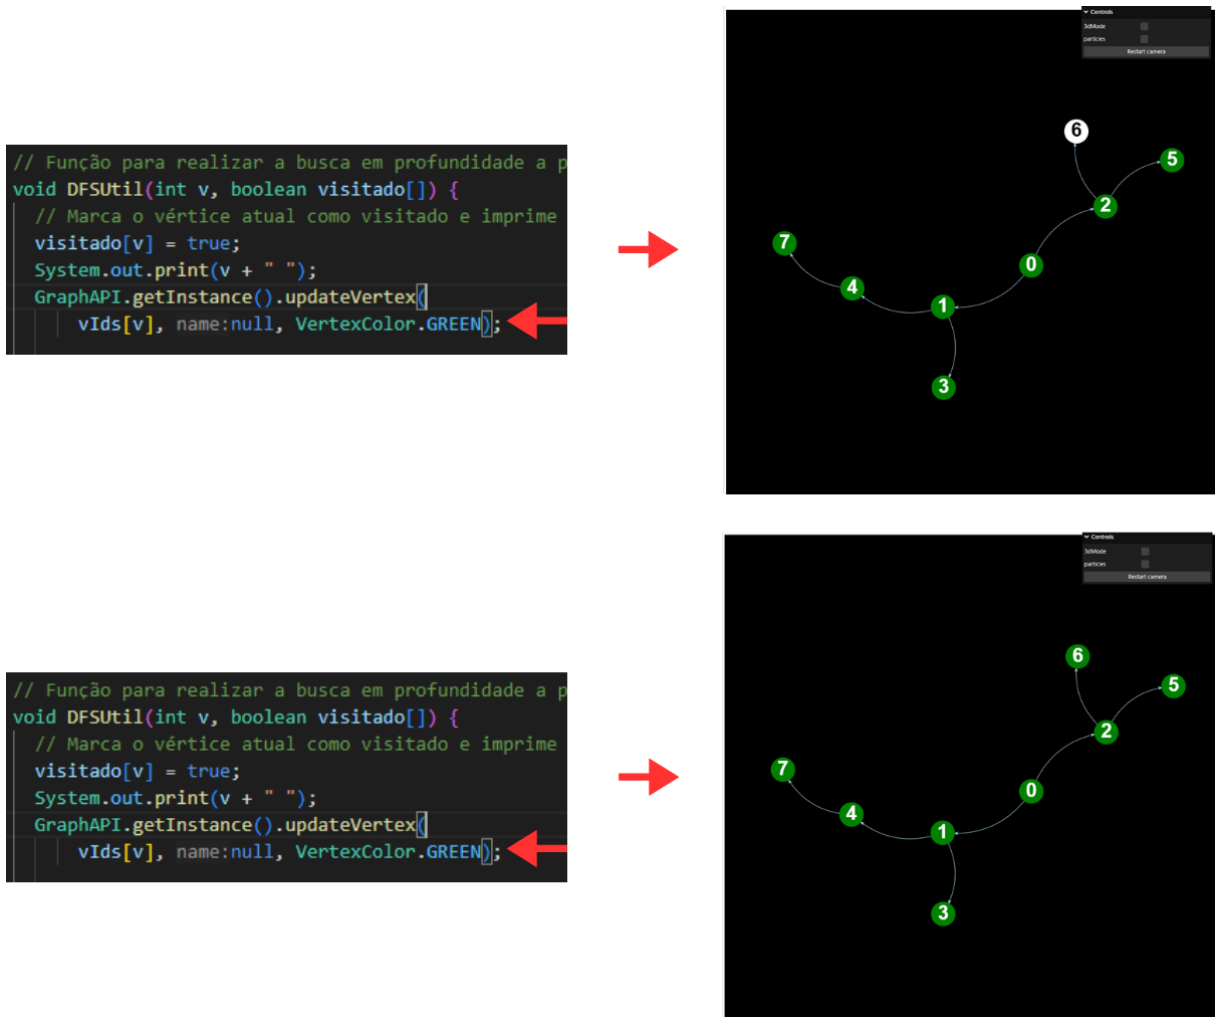 // Função para realizar a busca em profundidade a p
void DFSUtil(int v, boolean visitado[]) {
// Marca o vértice atual como visitado e imprime
visitado[v] = true;
System.out.print(v + " ");
GraphAPI.getInstance().updateVertex(
vIds[v], name:null, VertexColor.GREEN);
Controls
3dMode
particles
Restart camera
6
5
2
7
0
4
1
3
// Função para realizar a busca em profundidade a p
void DFSUtil(int v, boolean visitado[]) {
// Marca o vértice atual como visitado e imprime
visitado[v] = true;
System.out.print(v + " ");
GraphAPI.getInstance().updateVertex(
vIds[v], name:null, VertexColor.GREEN);
Controls
3dMode
particles
Restart camera
6
5
2
7
0
4
1
3